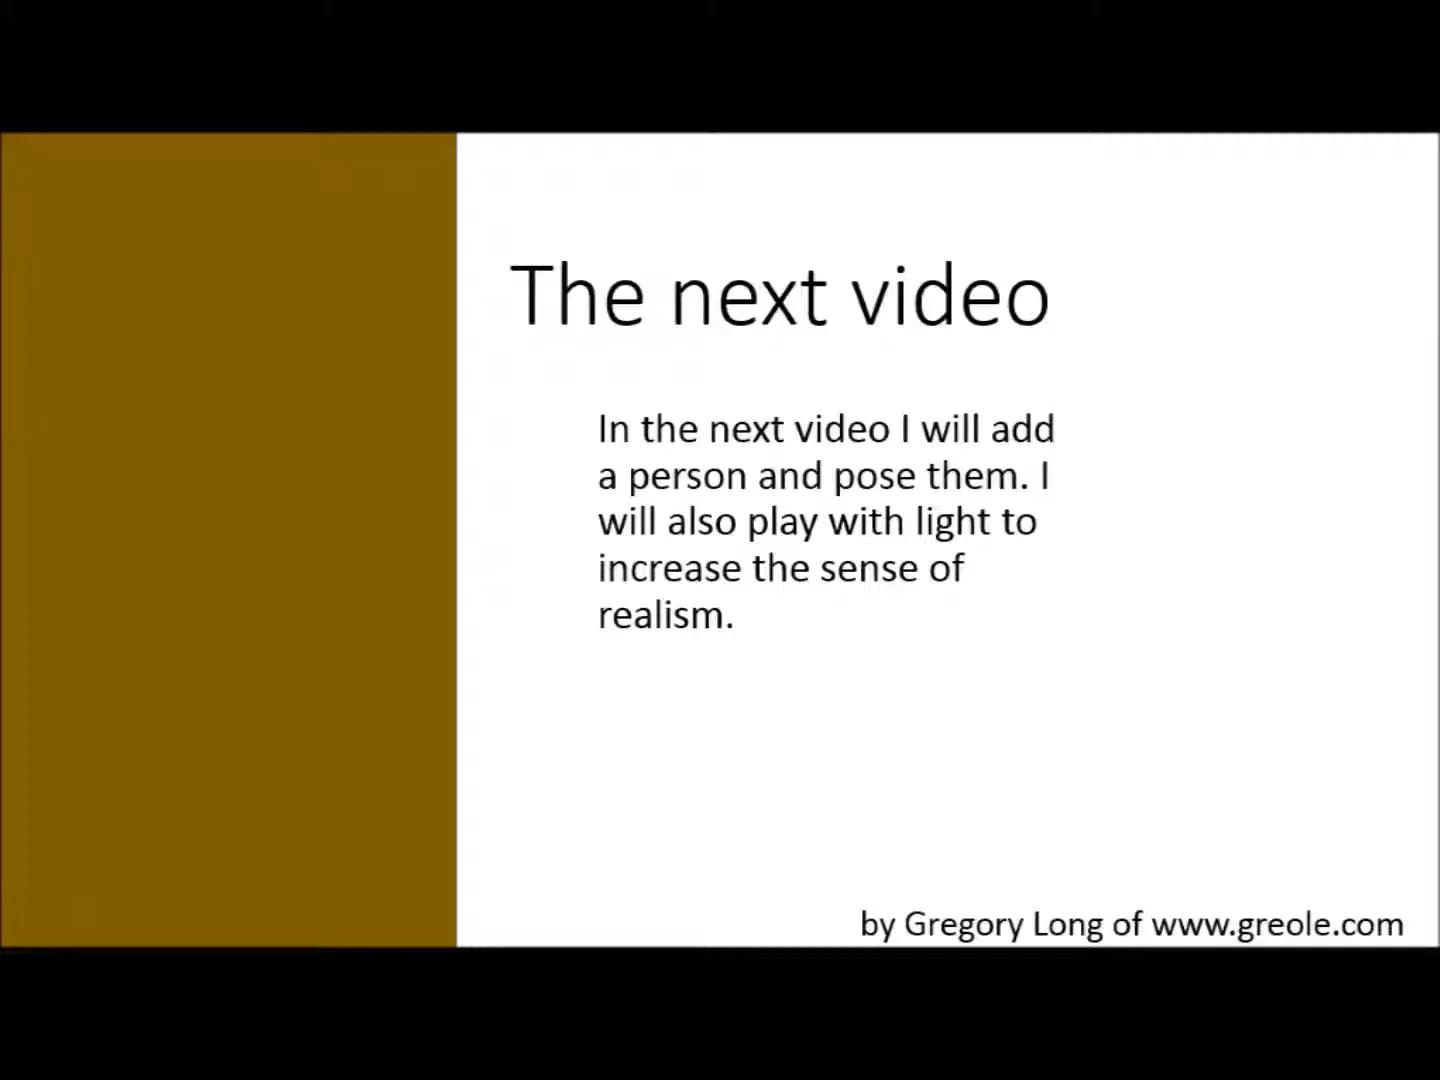 The next video
In the next video I will add
a person and pose them. I
will also play with light to
increase the sense of
realism.
by Gregory Long of www.greole.com